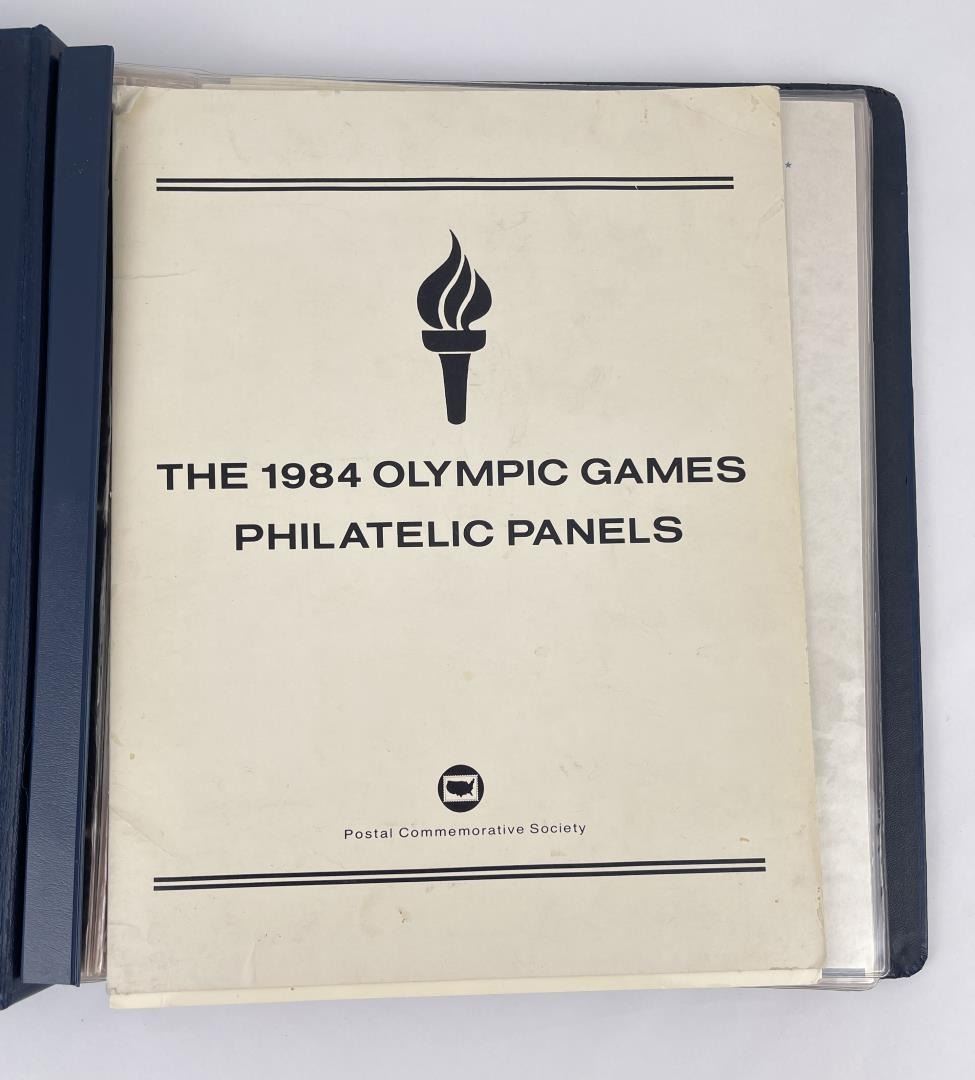 THE 1984 OLYMPIC GAMES
PHILATELIC PANELS
Postal Commemorative Society